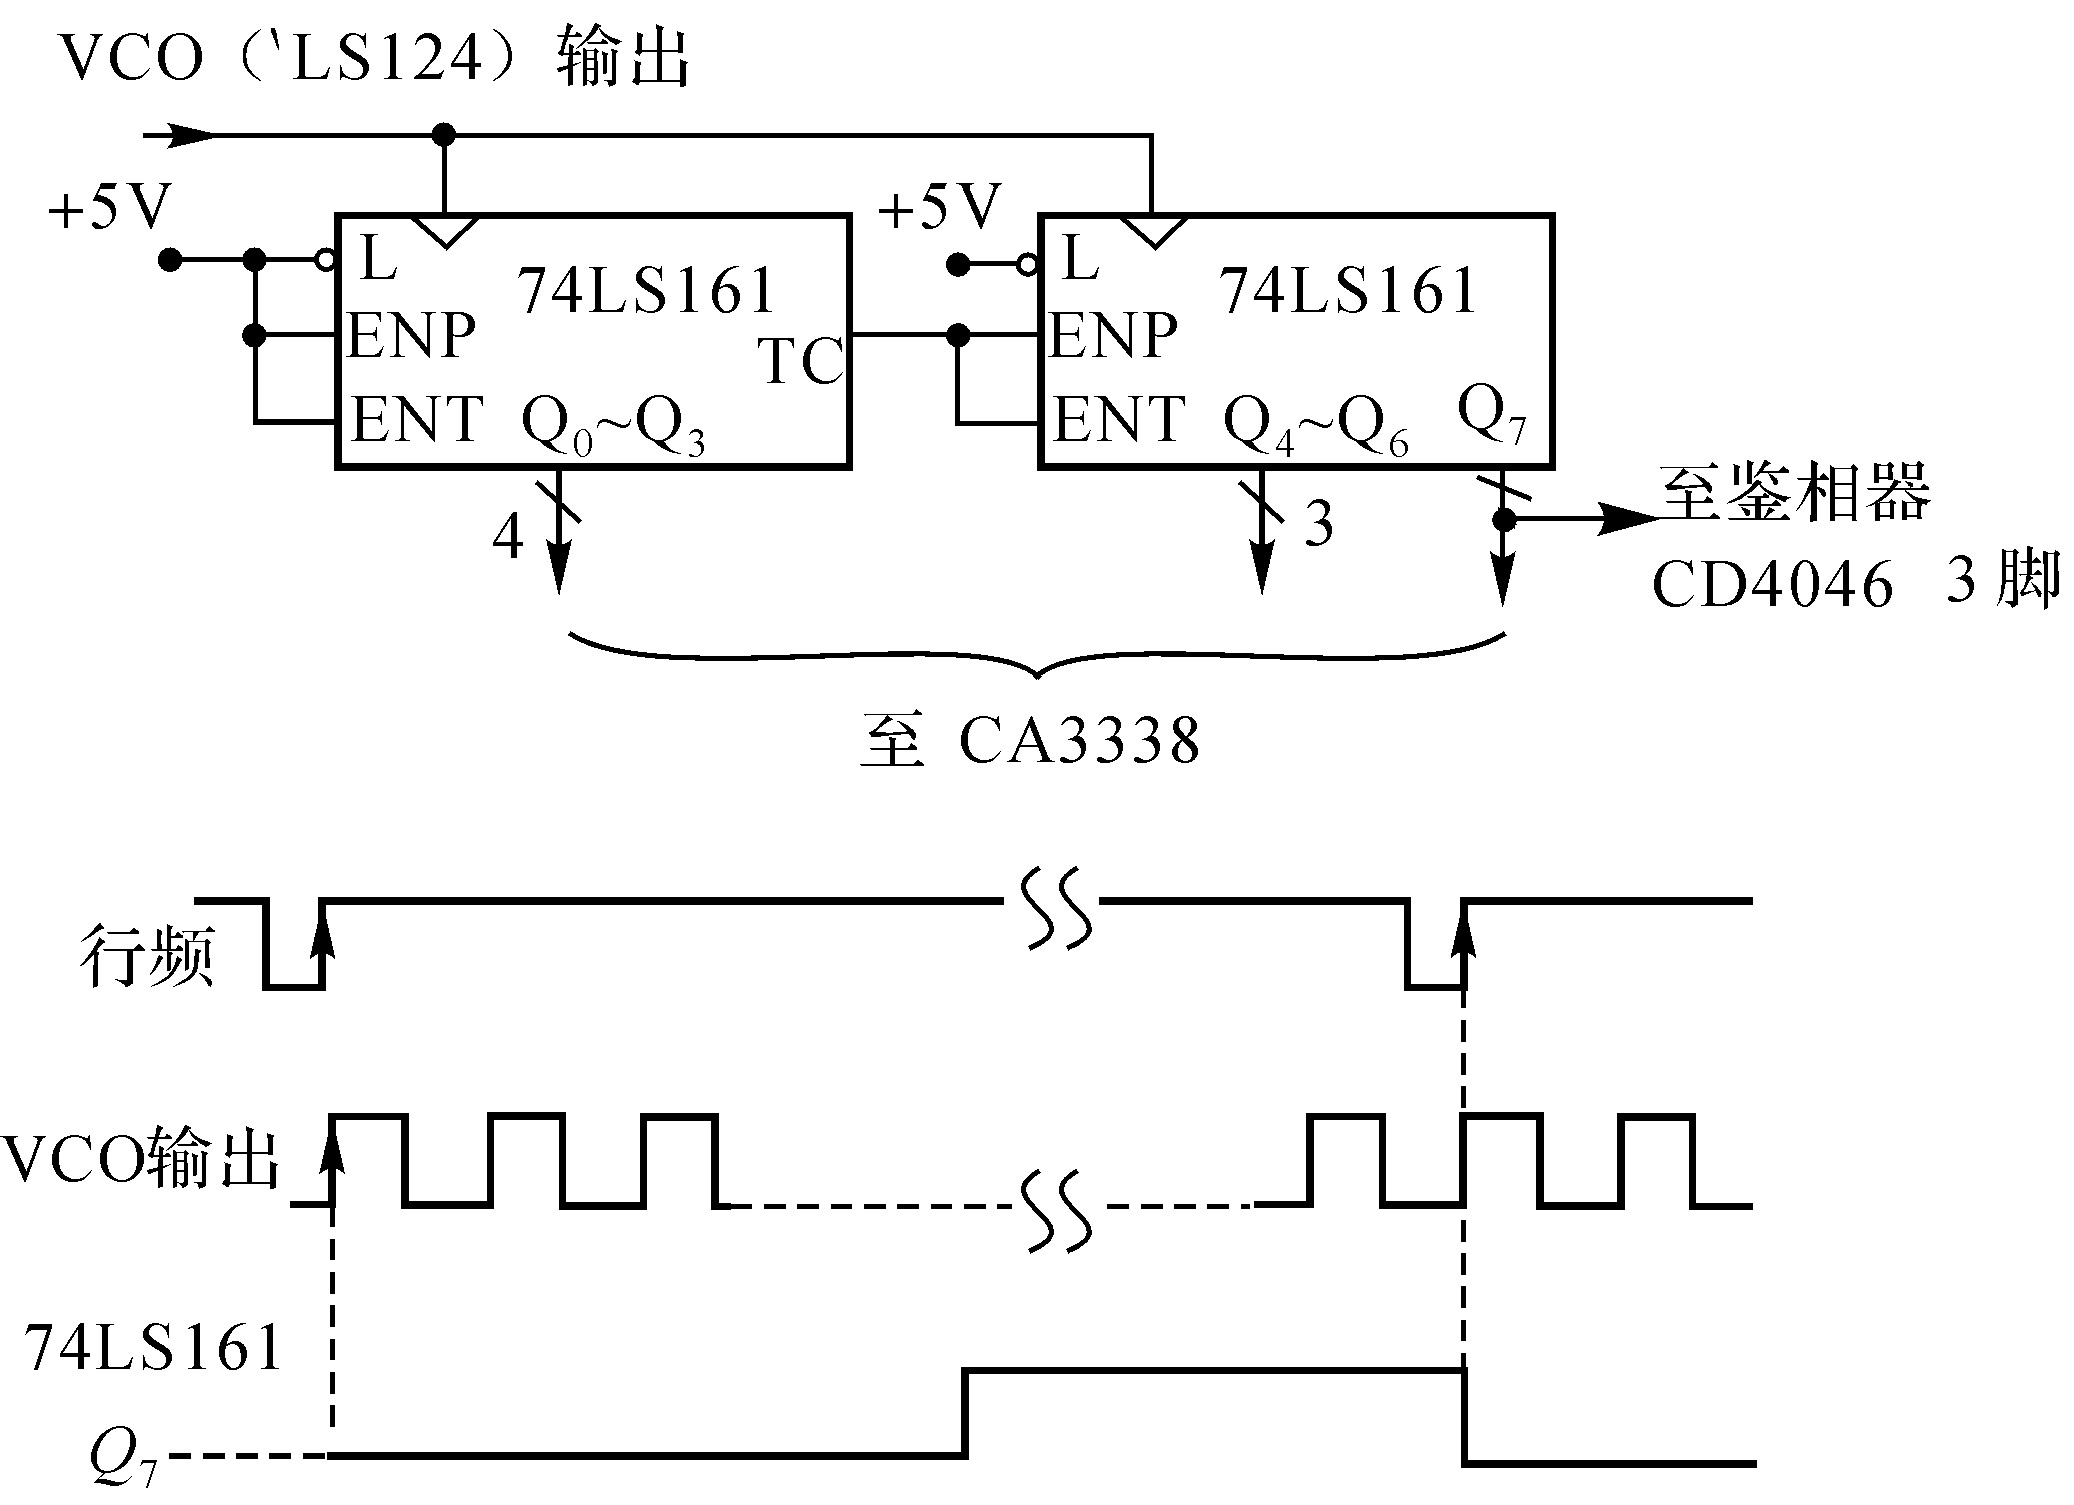 VCO（‵LS124）输出
+5V
+5V
L
74LS161
ENP
TC
ENT
Q0~Q3
L
74LS161
ENP
ENT
Q4~Q6
Q7
4
3
至鉴相器
CD4046 3脚
至 CA3338
行频
VCO输出
74LS161
Q7